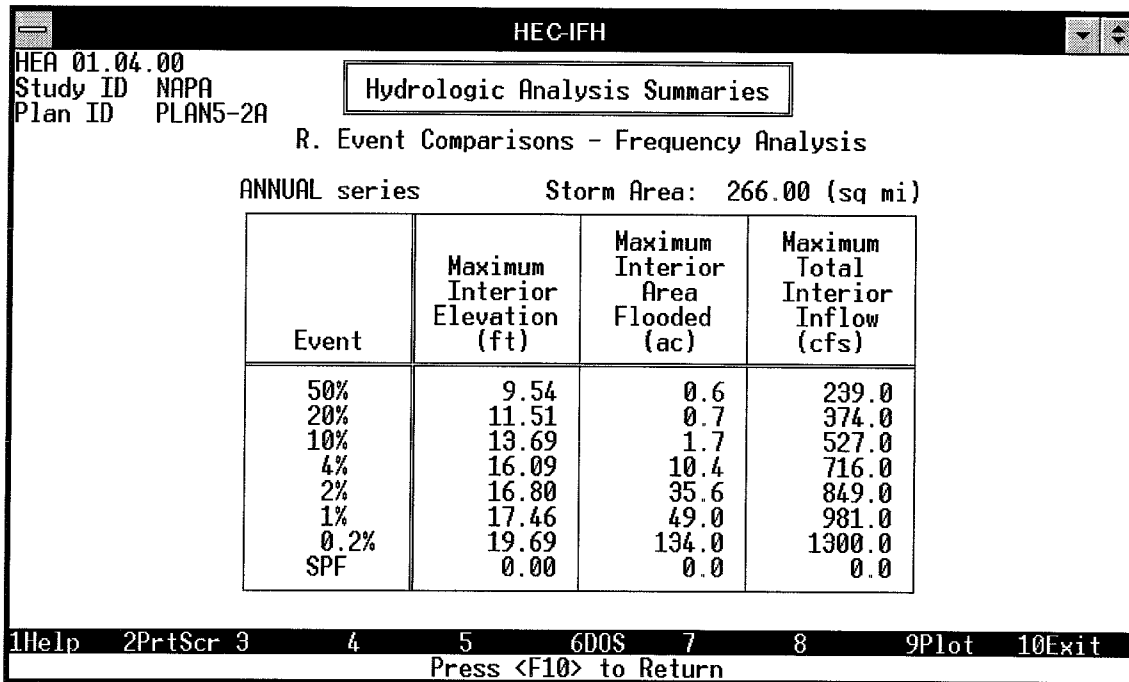 HEC-IFH
HEA 01.04.00
Study ID NAPA
Plan ID PLAN5-2A
Hydrologic Analysis Summaries
R. Event Comparisons - Frequency Analysis
ANNUAL series Storm Area: 266.00 (sq mi)
Event
Maximum
Interior
Elevation
(ft)
Maximum
Interior
Area
Flooded
(ac)
Maximum
Total
Interior
Inflow
(cfs)
50% 9.54 0.6 239.0
20% 11.51 0.7 374.0
10% 13.69 1.7 527.0
4% 16.09 10.4 716.0
2% 16.80 35.6 849.0
1% 17.46 49.0 981.0
0.2% 19.69 134.0 1300.0
SPF 0.00 0.0 0.0
1Help 2PrtScr 3 4 5 6DOS 7 8 9Plot 10Exit
Press <F10> to Return